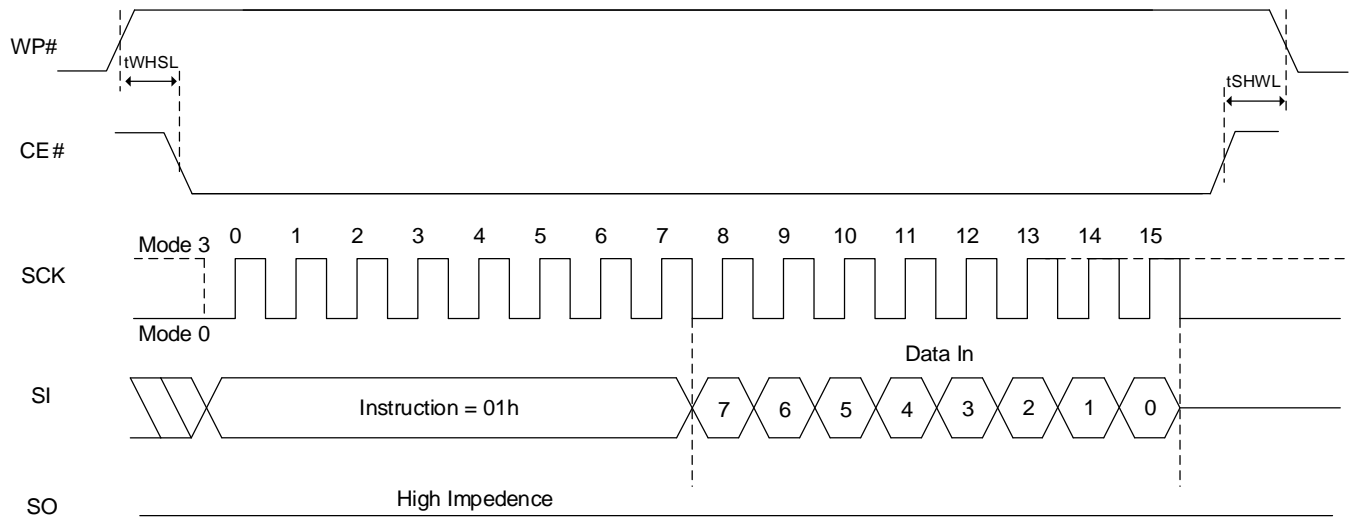 WP#
tWHSL
tSHWL
CE#
Mode 3
0 1 2 3 4 5 6 7 8 9 10 11 12 13 14 15
SCK
Mode 0
Data In
SI
Instruction = 01h
7 6 5 4 3 2 1 0
High Impedence
SO